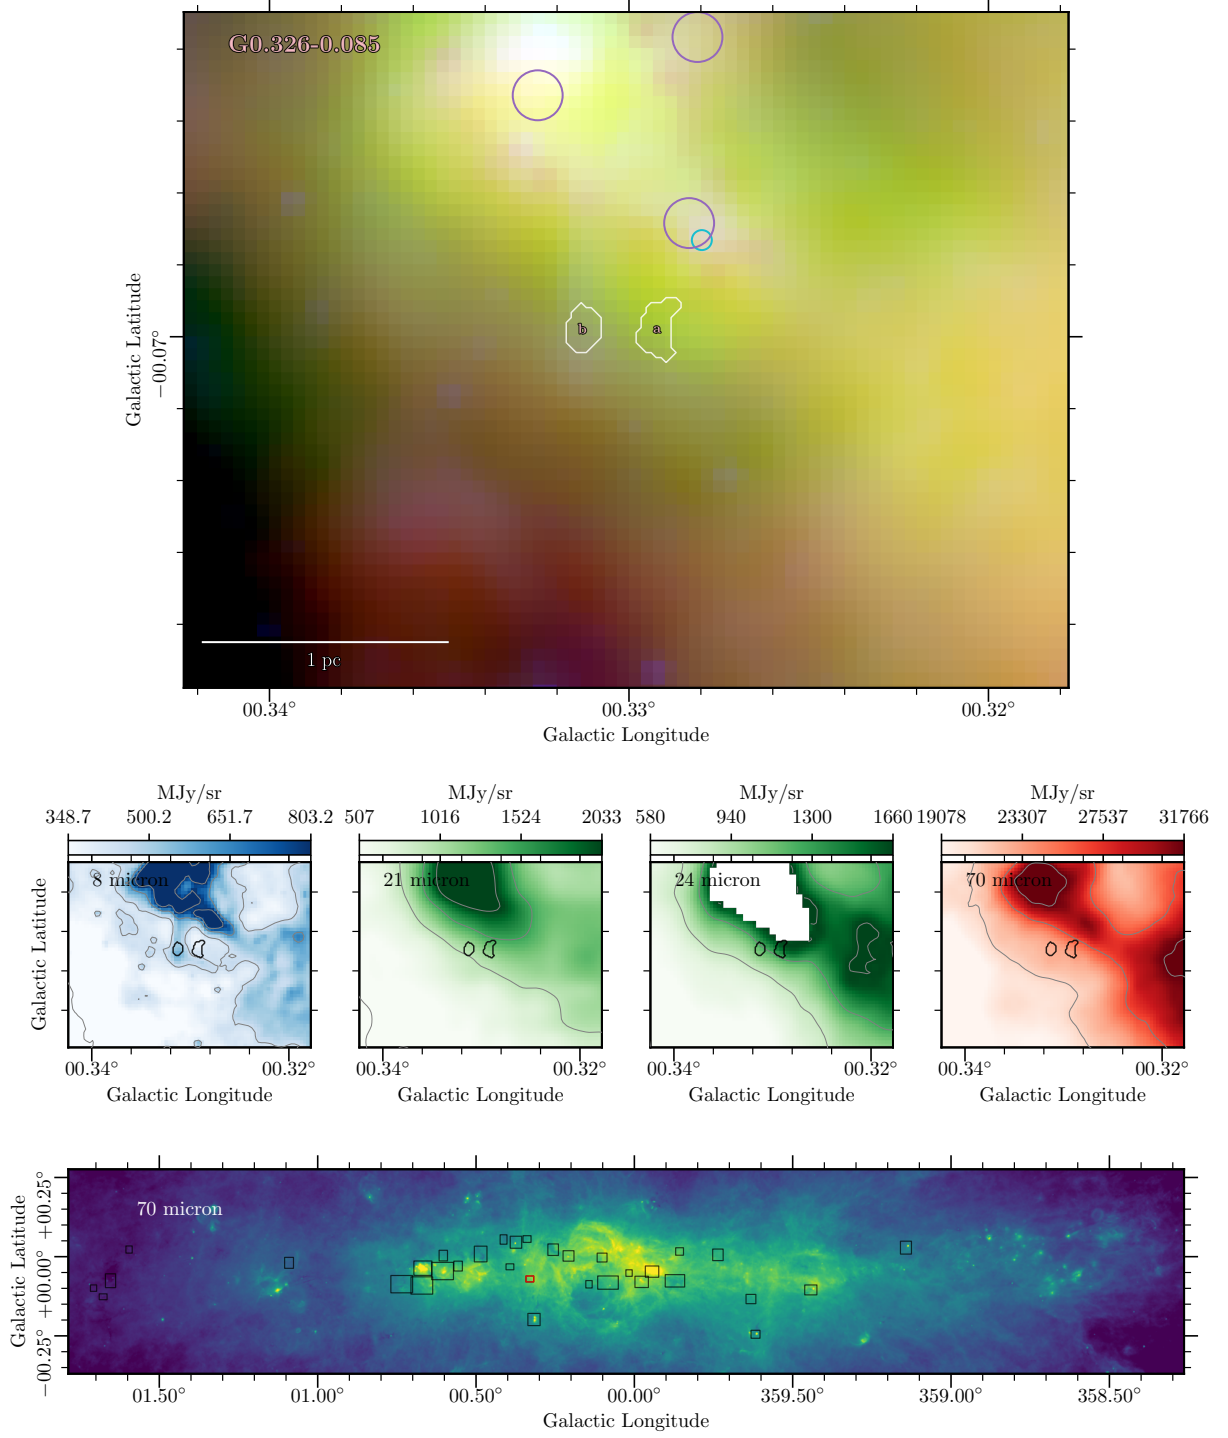 G0.326-0.085
b
a
1 pc
Galactic Latitude
−00.07°
00.34°
00.33°
00.32°
Galactic Longitude
MJy/sr
MJy/sr
MJy/sr
MJy/sr
348.7
500.2
651.7
803.2
507
1016
1524
2033
580
940
1300
1660
19078
23307
27537
31766
8 micron
21 micron
24 micron
70 micron
Galactic Latitude
00.34°
00.32°
00.34°
00.32°
00.34°
00.32°
00.34°
00.32°
Galactic Longitude
Galactic Longitude
Galactic Longitude
Galactic Longitude
70 micron
Galactic Latitude
+00.25°
+00.00°
−00.25°
01.50°
01.00°
00.50°
00.00°
359.50°
359.00°
358.50°
Galactic Longitude